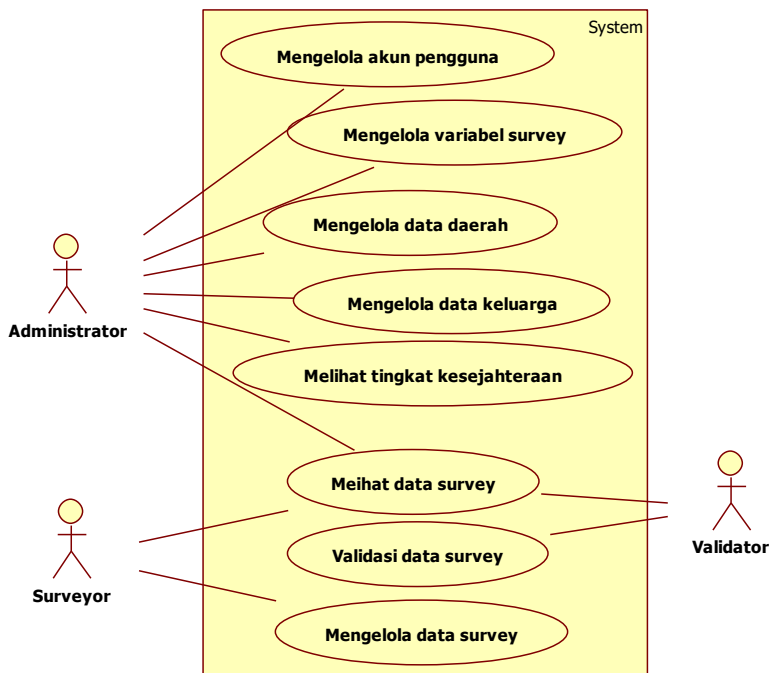 System
Mengelola akun pengguna
Mengelola variabel survey
Mengelola data daerah
Mengelola data keluarga
Administrator
Melihat tingkat kesejahteraan
Meihat data survey
Validasi data survey
Validator
Surveyor
Mengelola data survey